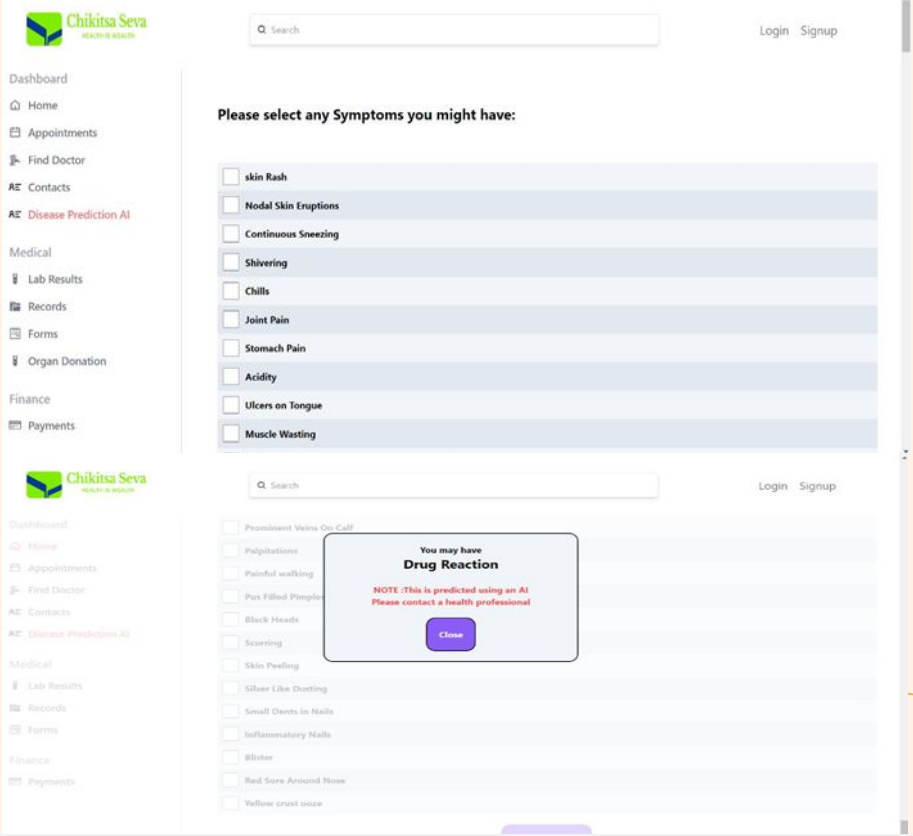 Chikitsa Seva
HEALTH IS WEALTH
Search
Login Signup
Dashboard
Home
Appointments
Find Doctor
Contacts
Disease Prediction AI
Medical
Lab Results
Records
Forms
Organ Donation
Finance
Payments
Please select any Symptoms you might have:
skin Rash
Nodal Skin Eruptions
Continuous Sneezing
Shivering
Chills
Joint Pain
Stomach Pain
Acidity
Ulcers on Tongue
Muscle Wasting
Chikitsa Seva
HEALTH IS WEALTH
Search
Login Signup
Dashboard
Home
Appointments
Find Doctor
Contacts
Disease Prediction AI
Medical
Lab Results
Records
Forms
Finance
Payments
Prominent Veins On Calf
Palpitations
Painful walking
Pus Filled Pimples
Black Heads
Scurring
Skin Peeling
Silver Like Dusting
Small Dents in Nails
Inflammatory Nails
Blister
Red Sore Around Nose
Yellow crust ooze
You may have
Drug Reaction
NOTE :This is predicted using an AI
Please contact a health professional
Close